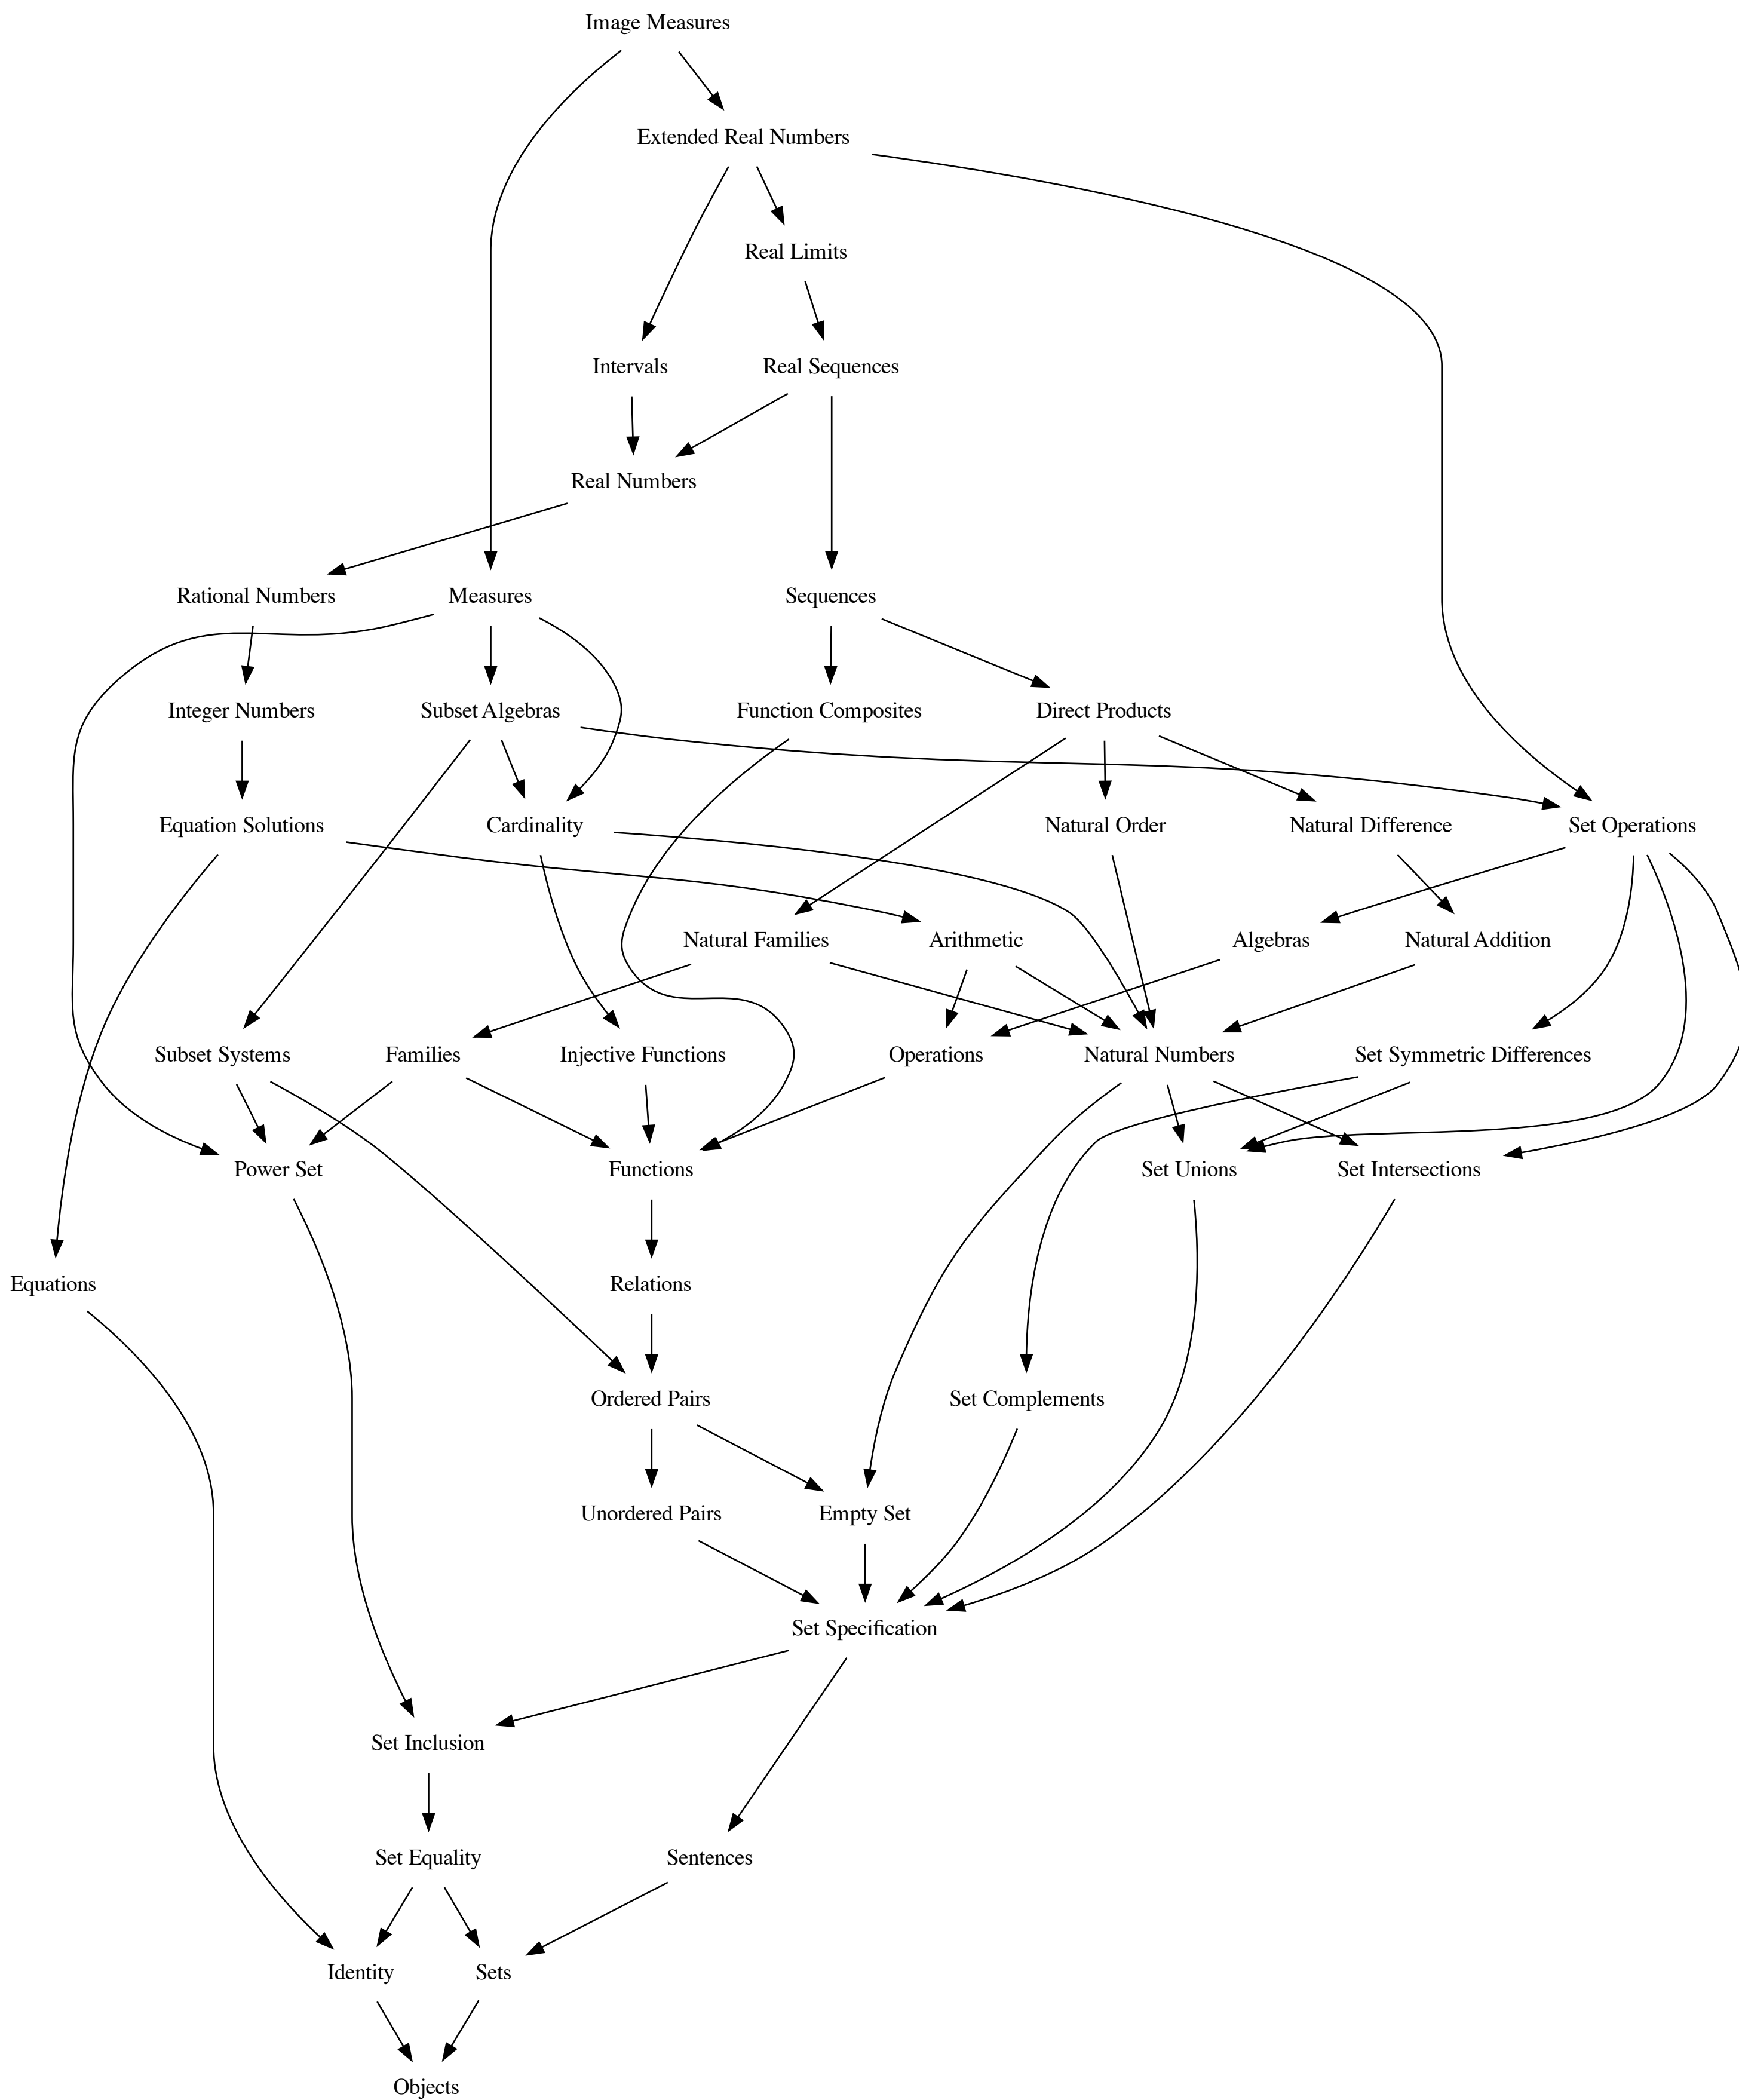 Image Measures
Extended Real Numbers
Real Limits
Intervals
Real Sequences
Real Numbers
Rational Numbers
Measures
Sequences
Integer Numbers
Subset Algebras
Function Composites
Direct Products
Equation Solutions
Cardinality
Natural Order
Natural Difference
Set Operations
Natural Families
Arithmetic
Algebras
Natural Addition
Subset Systems
Families
Injective Functions
Operations
Natural Numbers
Set Symmetric Differences
Power Set
Functions
Set Unions
Set Intersections
Equations
Relations
Ordered Pairs
Set Complements
Unordered Pairs
Empty Set
Set Specification
Set Inclusion
Set Equality
Sentences
Identity
Sets
Objects